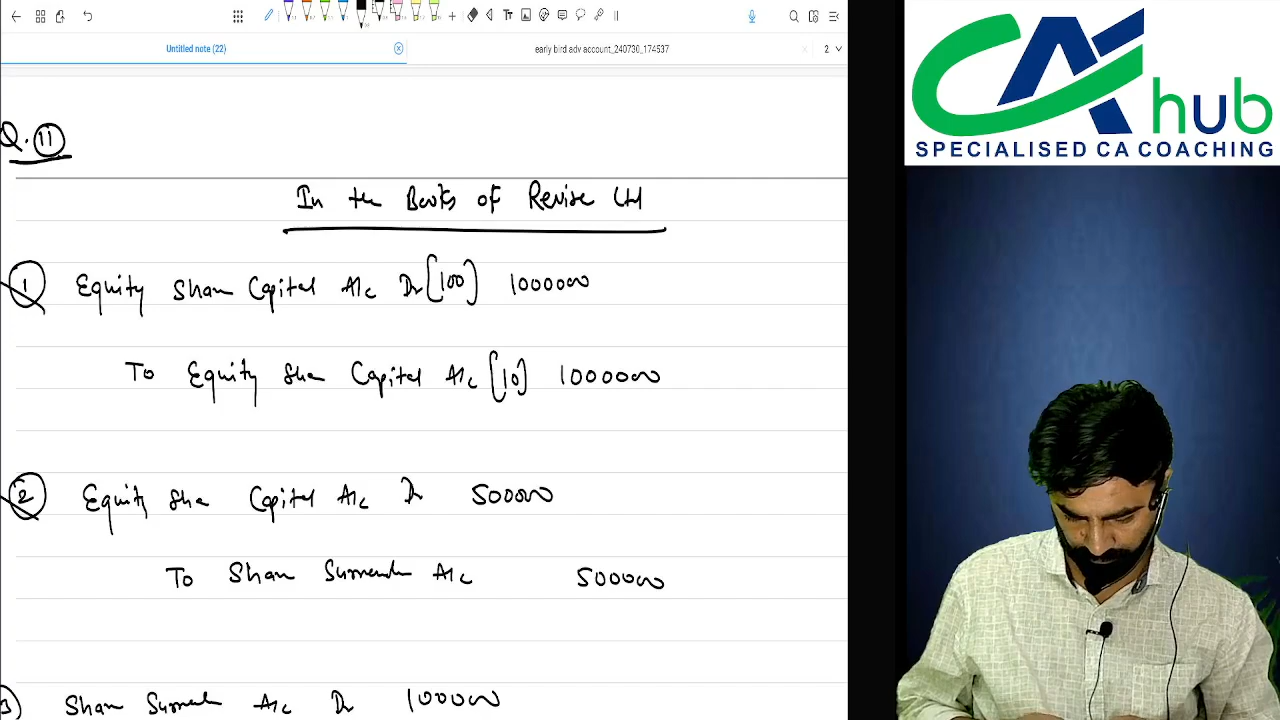 Untitled note (22)
early bird adv account_240730_174537
2
CA hub
SPECIALISED CA COACHING
Q. 11
In the Books of Revise Ltd
1 Equity Share Capital A/c Dr [100] 1000000
To Equity Share Capital A/c [10] 1000000
2 Equity Share Capital A/c Dr 500000
To Share Surrender A/c 500000
3) Share Surrender A/c Dr 100000